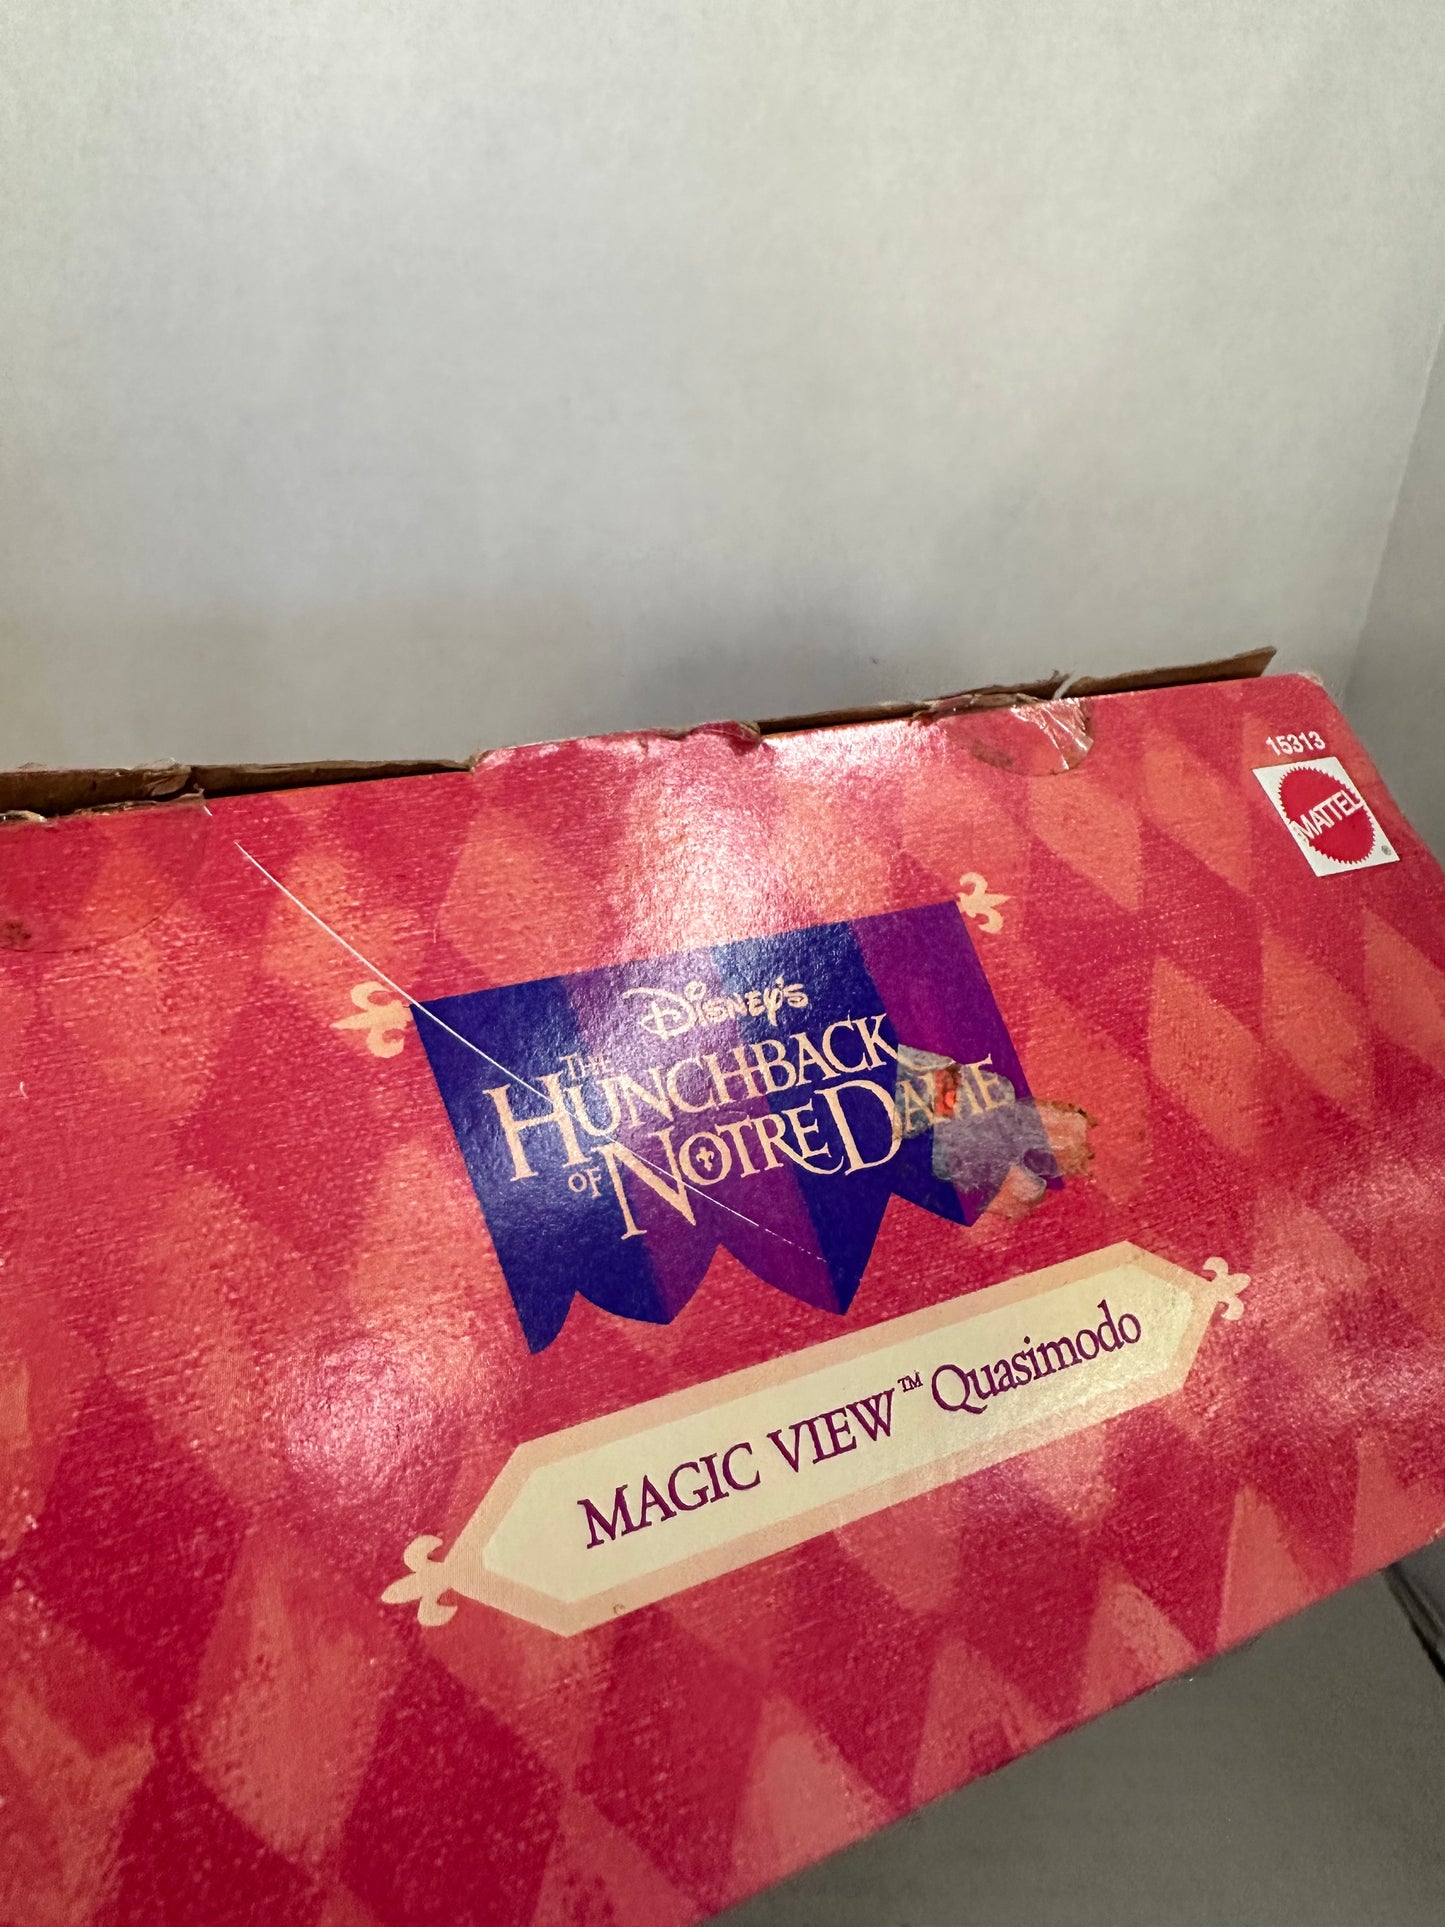 15313
MATTEL
®
Disney's
THE
HUNCHBACK
OF NOTRE DAME
MAGIC VIEW™ Quasimodo